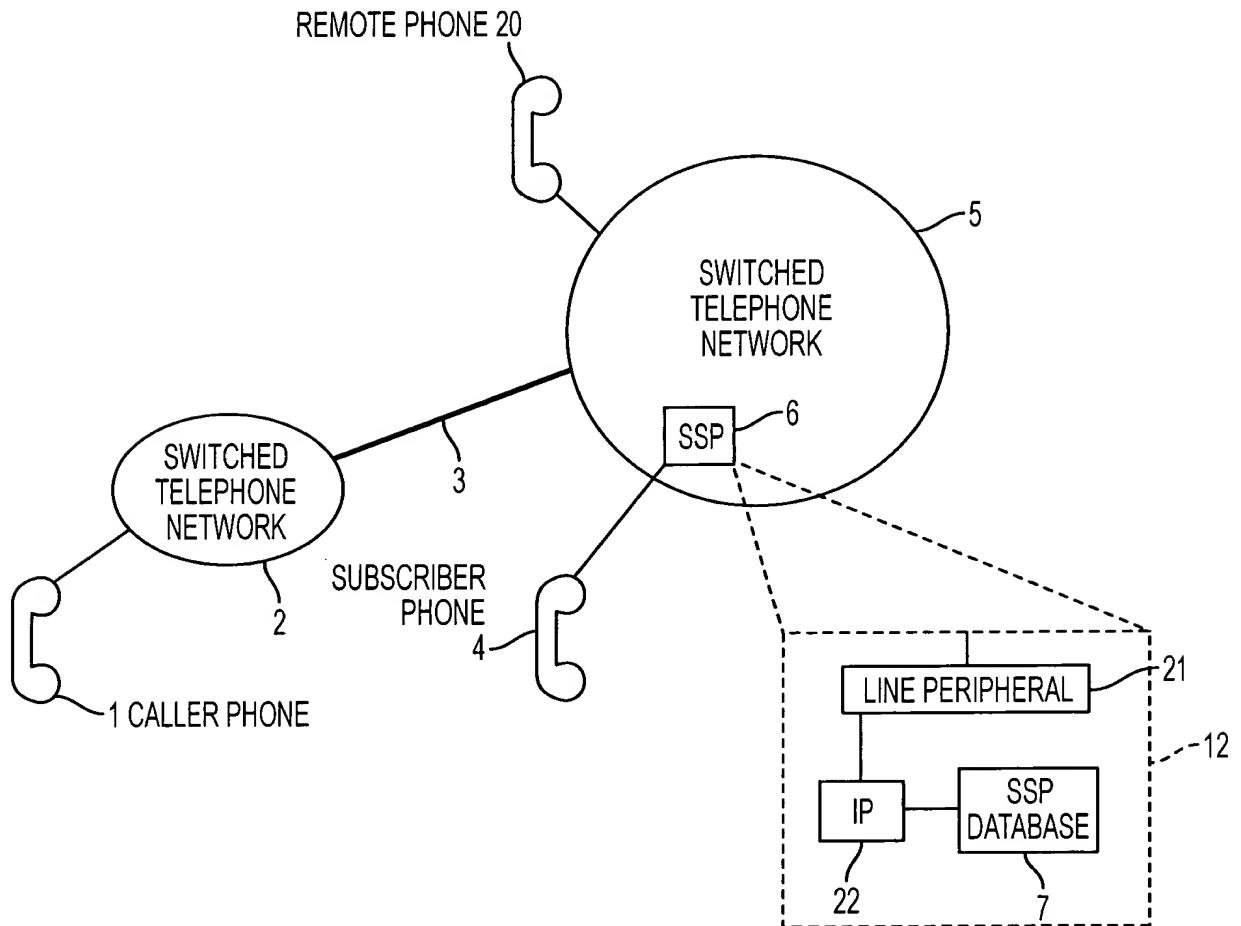 REMOTE PHONE 20
5
SWITCHED
TELEPHONE
NETWORK
6
SSP
3
SWITCHED
TELEPHONE
NETWORK
2
SUBSCRIBER
PHONE
4
1 CALLER PHONE
LINE PERIPHERAL
21
12
IP
SSP
DATABASE
22
7